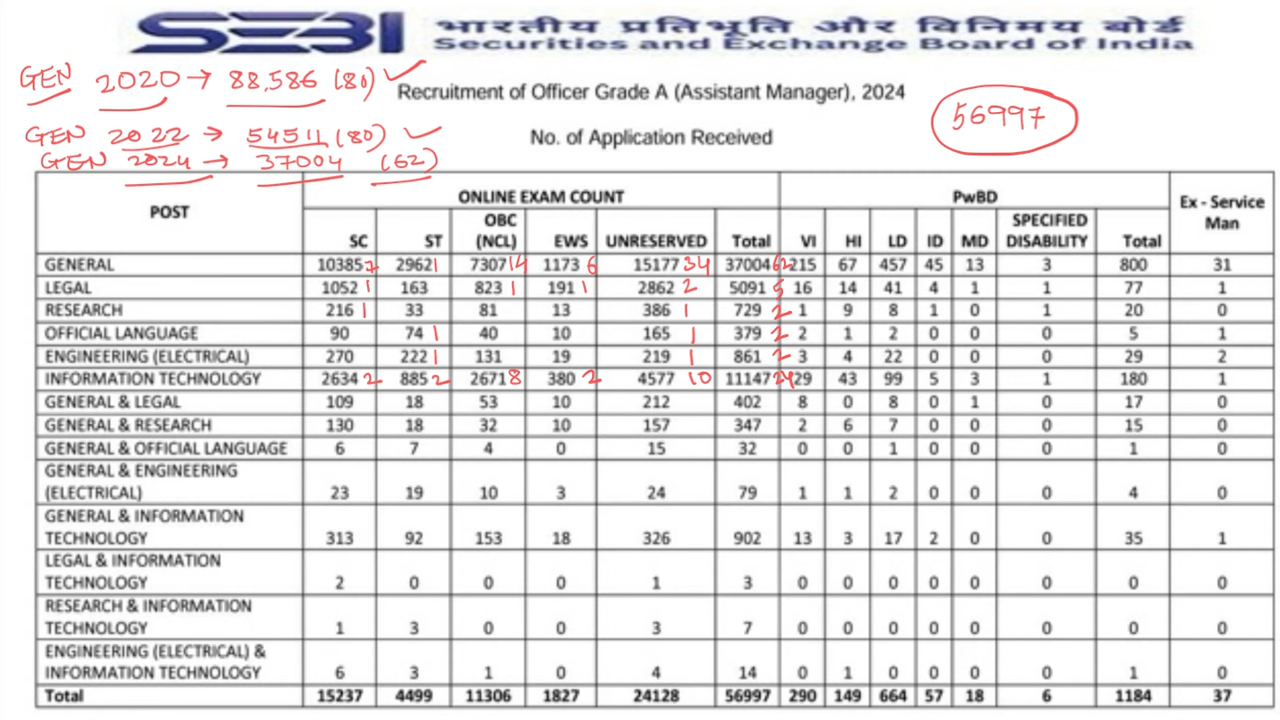 SEBI भारतीय प्रतिभूति और विनिमय बोर्ड
Securities and Exchange Board of India
GEN 2020 → 88,586 (80) ✓
Recruitment of Officer Grade A (Assistant Manager), 2024
56997
GEN 2022 → 54511 (80) ✓
No. of Application Received
GEN 2024 → 37004 (62)
POST ONLINE EXAM COUNT PwBD Ex - Service Man
SC ST OBC (NCL) EWS UNRESERVED Total VI HI LD ID MD SPECIFIED DISABILITY Total
GENERAL 10385 7 2962 1 7307 14 1173 6 15177 34 37004 62 215 67 457 45 13 3 800 31
LEGAL 1052 1 163 823 1 191 1 2862 2 5091 5 16 14 41 4 1 1 77 1
RESEARCH 216 1 33 81 13 386 1 729 2 1 9 8 1 0 1 20 0
OFFICIAL LANGUAGE 90 74 1 40 10 165 1 379 2 2 1 2 0 0 0 5 1
ENGINEERING (ELECTRICAL) 270 222 1 131 19 219 1 861 2 3 4 22 0 0 0 29 2
INFORMATION TECHNOLOGY 2634 2 885 2 2671 8 380 2 4577 10 11147 24 29 43 99 5 3 1 180 1
GENERAL & LEGAL 109 18 53 10 212 402 8 0 8 0 1 0 17 0
GENERAL & RESEARCH 130 18 32 10 157 347 2 6 7 0 0 0 15 0
GENERAL & OFFICIAL LANGUAGE 6 7 4 0 15 32 0 0 1 0 0 0 1 0
GENERAL & ENGINEERING
(ELECTRICAL) 23 19 10 3 24 79 1 1 2 0 0 0 4 0
GENERAL & INFORMATION
TECHNOLOGY 313 92 153 18 326 902 13 3 17 2 0 0 35 1
LEGAL & INFORMATION
TECHNOLOGY 2 0 0 0 1 3 0 0 0 0 0 0 0 0
RESEARCH & INFORMATION
TECHNOLOGY 1 3 0 0 3 7 0 0 0 0 0 0 0 0
ENGINEERING (ELECTRICAL) &
INFORMATION TECHNOLOGY 6 3 1 0 4 14 0 1 0 0 0 0 1 0
Total 15237 4499 11306 1827 24128 56997 290 149 664 57 18 6 1184 37